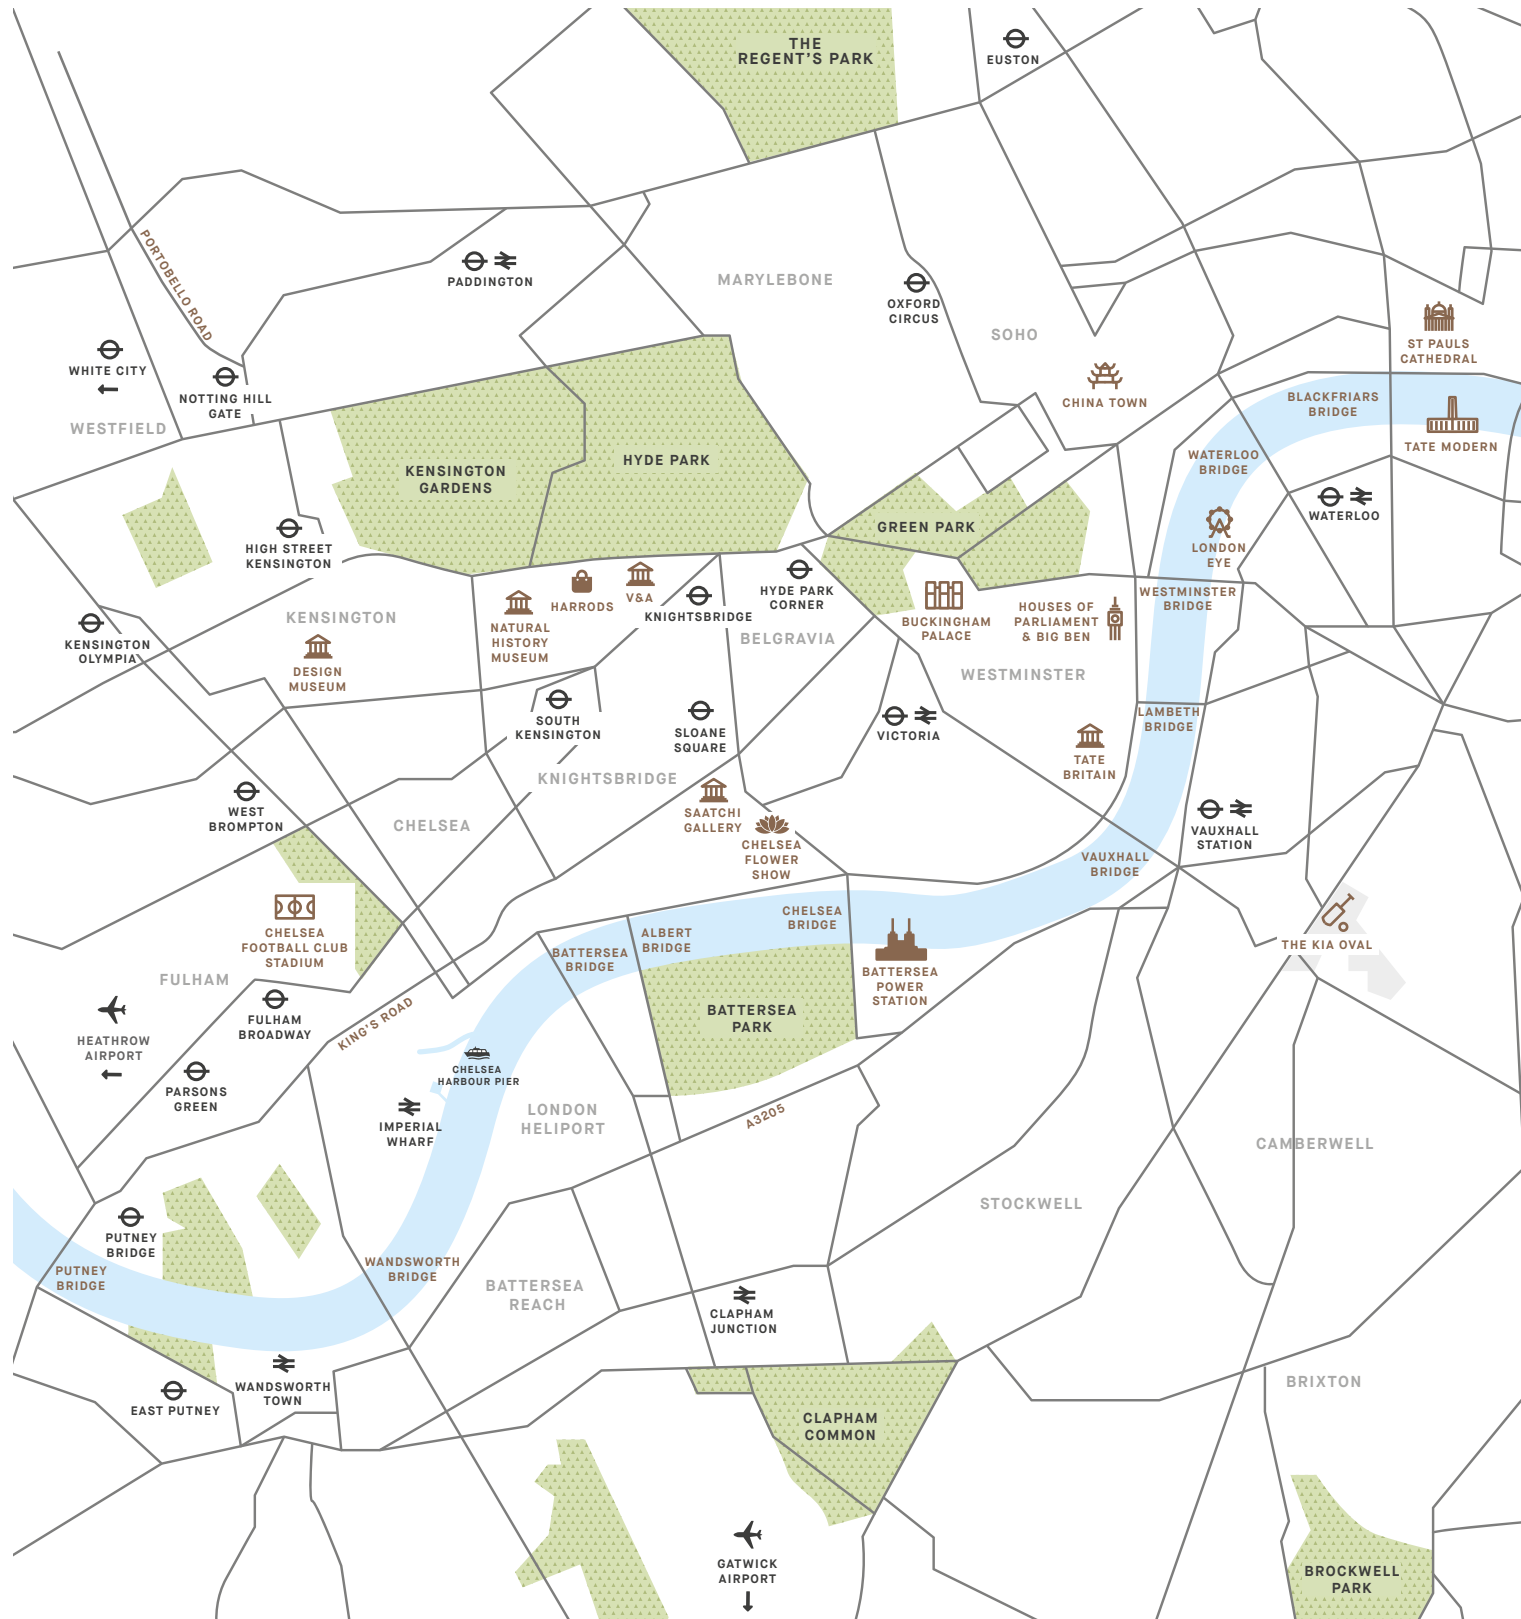 THE
REGENT'S PARK
EUSTON
PORTOBELLO ROAD
PADDINGTON
MARYLEBONE
OXFORD
CIRCUS
SOHO
ST PAULS
CATHEDRAL
WHITE CITY
NOTTING HILL
GATE
WESTFIELD
CHINA TOWN
BLACKFRIARS
BRIDGE
TATE MODERN
KENSINGTON
GARDENS
HYDE PARK
WATERLOO
BRIDGE
WATERLOO
GREEN PARK
HIGH STREET
KENSINGTON
LONDON
EYE
KENSINGTON
HARRODS
V&A
KNIGHTSBRIDGE
HYDE PARK
CORNER
BUCKINGHAM
PALACE
HOUSES OF
PARLIAMENT
& BIG BEN
WESTMINSTER
BRIDGE
KENSINGTON
OLYMPIA
NATURAL
HISTORY
MUSEUM
BELGRAVIA
DESIGN
MUSEUM
WESTMINSTER
SOUTH
KENSINGTON
SLOANE
SQUARE
VICTORIA
LAMBETH
BRIDGE
TATE
BRITAIN
KNIGHTSBRIDGE
WEST
BROMPTON
CHELSEA
SAATCHI
GALLERY
CHELSEA
FLOWER
SHOW
VAUXHALL
STATION
VAUXHALL
BRIDGE
CHELSEA
FOOTBALL CLUB
STADIUM
CHELSEA
BRIDGE
ALBERT
BRIDGE
BATTERSEA
BRIDGE
THE KIA OVAL
BATTERSEA
POWER
STATION
FULHAM
FULHAM
BROADWAY
KING'S ROAD
BATTERSEA
PARK
HEATHROW
AIRPORT
CHELSEA
HARBOUR PIER
PARSONS
GREEN
IMPERIAL
WHARF
LONDON
HELIPORT
A3205
CAMBERWELL
STOCKWELL
PUTNEY
BRIDGE
PUTNEY
BRIDGE
WANDSWORTH
BRIDGE
BATTERSEA
REACH
CLAPHAM
JUNCTION
WANDSWORTH
TOWN
EAST PUTNEY
BRIXTON
CLAPHAM
COMMON
GATWICK
AIRPORT
BROCKWELL
PARK